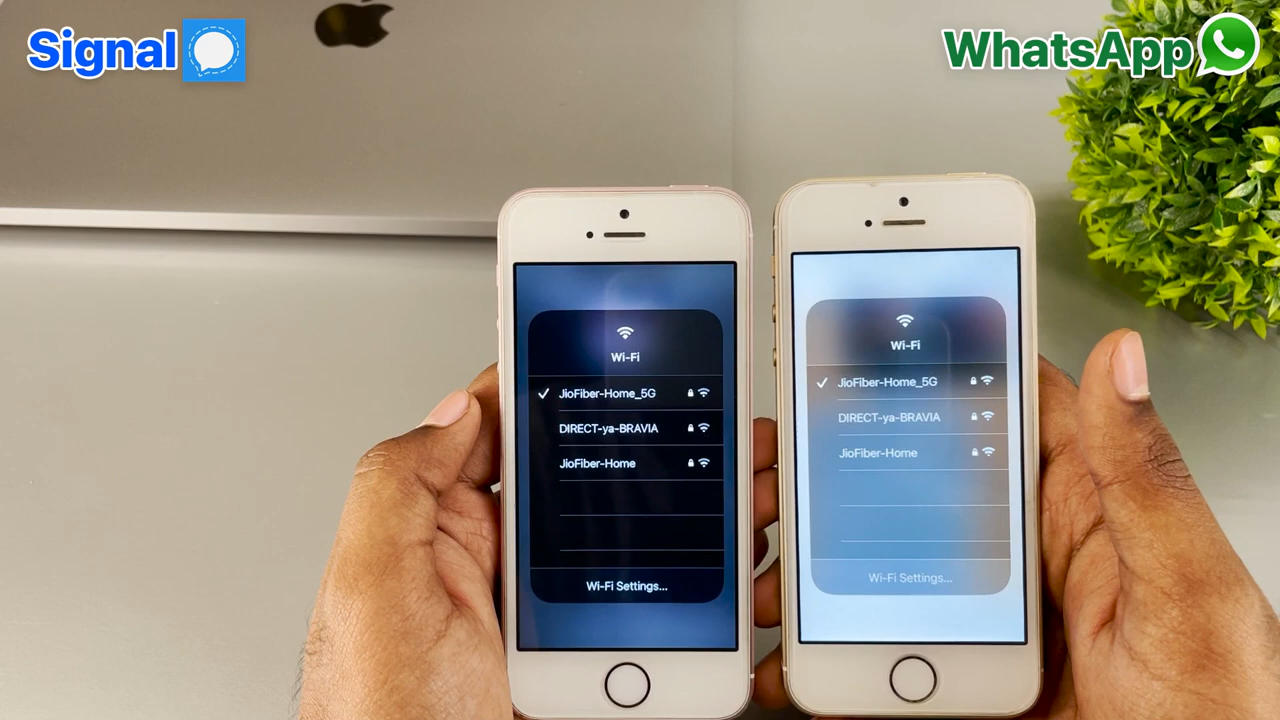 Signal
WhatsApp
Wi-Fi
JioFiber-Home_5G
DIRECT-ya-BRAVIA
JioFiber-Home
Wi-Fi Settings...
Wi-Fi
JioFiber-Home_5G
DIRECT-ya-BRAVIA
JioFiber-Home
Wi-Fi Settings...